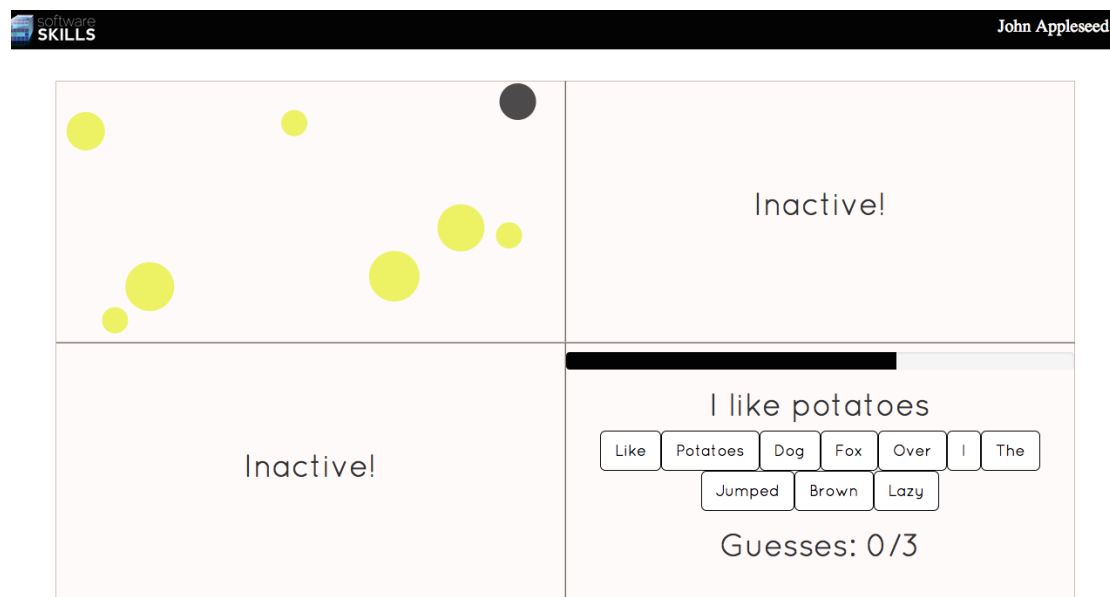 software
SKILLS
John Appleseed
Inactive!
Inactive!
I like potatoes
Like Potatoes Dog Fox Over I The
Jumped Brown Lazy
Guesses: 0/3